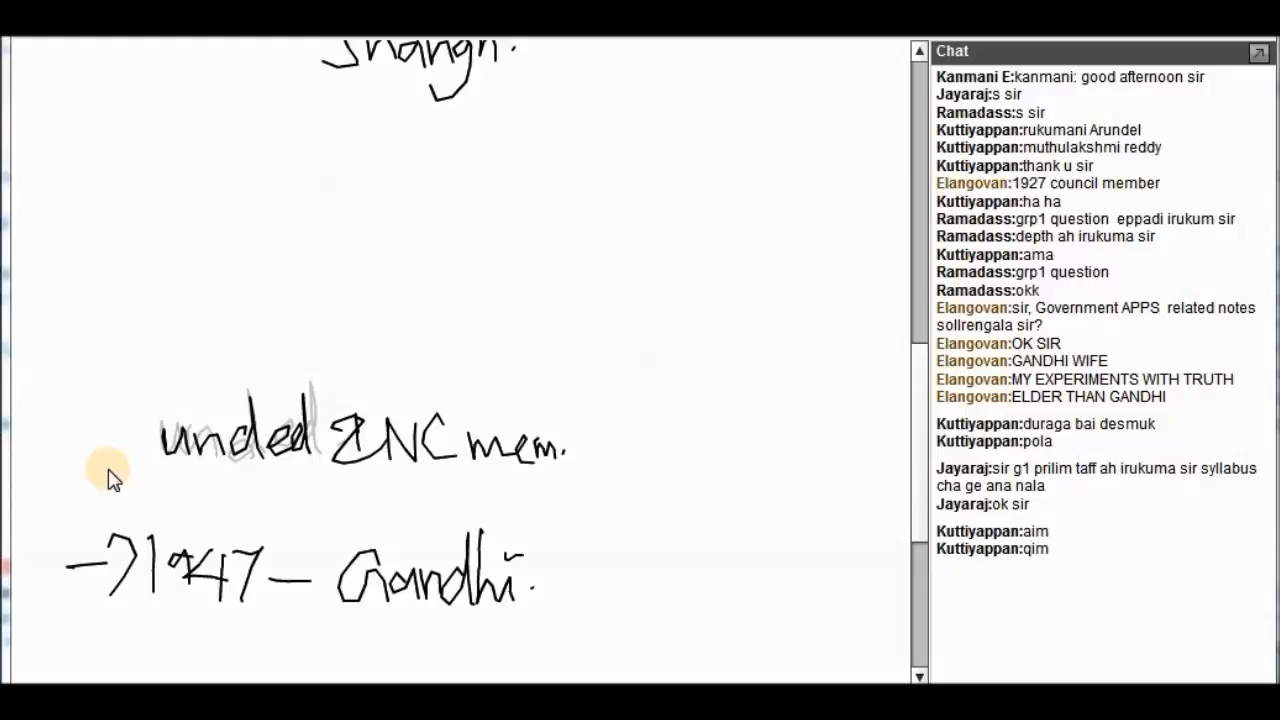 Shangh.
unded INC mem.
→ 1947 - Gandhi.
Chat
Kanmani E:kanmani: good afternoon sir
Jayaraj:s sir
Ramadass:s sir
Kuttiyappan:rukumani Arundel
Kuttiyappan:muthulakshmi reddy
Kuttiyappan:thank u sir
Elangovan:1927 council member
Kuttiyappan:ha ha
Ramadass:grp1 question eppadi irukum sir
Ramadass:depth ah irukuma sir
Kuttiyappan:ama
Ramadass:grp1 question
Ramadass:okk
Elangovan:sir, Government APPS related notes
sollrengala sir?
Elangovan:OK SIR
Elangovan:GANDHI WIFE
Elangovan:MY EXPERIMENTS WITH TRUTH
Elangovan:ELDER THAN GANDHI
Kuttiyappan:duraga bai desmuk
Kuttiyappan:pola
Jayaraj:sir g1 prilim taff ah irukuma sir syllabus
cha ge ana nala
Jayaraj:ok sir
Kuttiyappan:aim
Kuttiyappan:qim